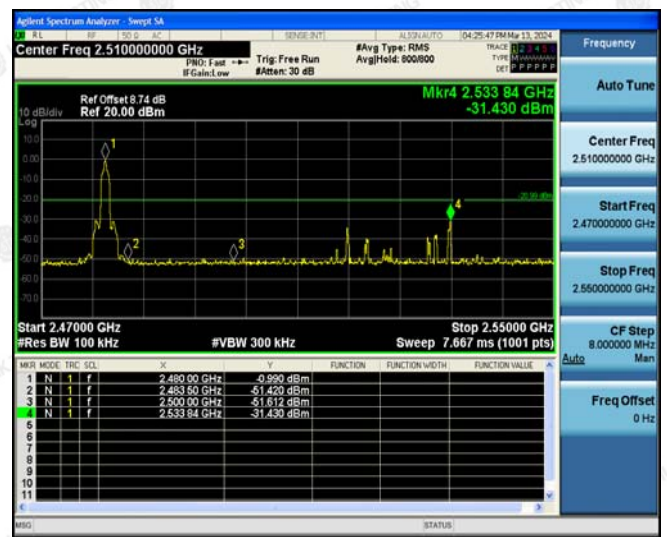 Agilent Spectrum Analyzer - Swept SA
RL RF 50 Ω AC SENSE:INT ALIGN AUTO 04:25:47 PM Mar 13, 2024
Center Freq 2.510000000 GHz
#Avg Type: RMS
TRACE 1 2 3 4 5 6
PNO: Fast
Trig: Free Run
Avg|Hold: 800/800
TYPE
IFGain:Low
#Atten: 30 dB
DET P P P P P P
Mkr4 2.533 84 GHz
-31.430 dBm
Ref Offset 8.74 dB
10 dB/div Ref 20.00 dBm
Log
10.0
0.00
-10.0
-20.0
-30.0
-40.0
-50.0
-60.0
-70.0
1
2
3
4
-20.99 dBm
Start 2.47000 GHz Stop 2.55000 GHz
#Res BW 100 kHz #VBW 300 kHz Sweep 7.667 ms (1001 pts)
MKR MODE TRC SCL X Y FUNCTION FUNCTION WIDTH FUNCTION VALUE
1 N 1 f 2.480 00 GHz -0.990 dBm
2 N 1 f 2.483 50 GHz -51.420 dBm
3 N 1 f 2.500 00 GHz -51.612 dBm
4 N 1 f 2.533 84 GHz -31.430 dBm
5
6
7
8
9
10
11
MSG STATUS
Frequency
Auto Tune
Center Freq
2.510000000 GHz
Start Freq
2.470000000 GHz
Stop Freq
2.550000000 GHz
CF Step
8.000000 MHz
Auto Man
Freq Offset
0 Hz